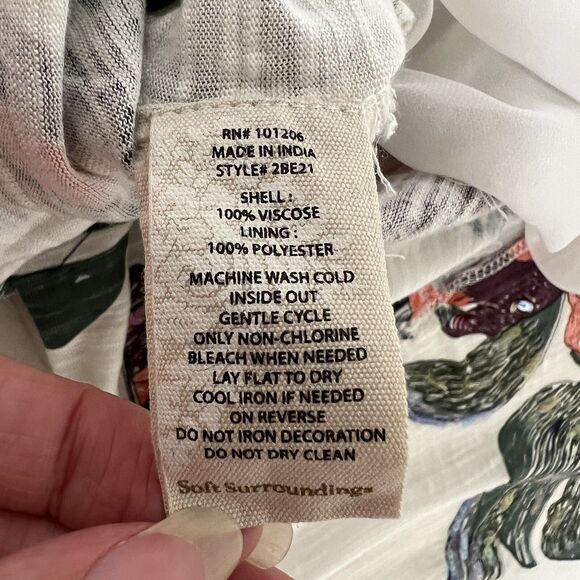 RN# 101206
MADE IN INDIA
STYLE# 2BE21
SHELL :
100% VISCOSE
LINING :
100% POLYESTER
MACHINE WASH COLD
INSIDE OUT
GENTLE CYCLE
ONLY NON-CHLORINE
BLEACH WHEN NEEDED
LAY FLAT TO DRY
COOL IRON IF NEEDED
ON REVERSE
DO NOT IRON DECORATION
DO NOT DRY CLEAN
Soft Surroundings